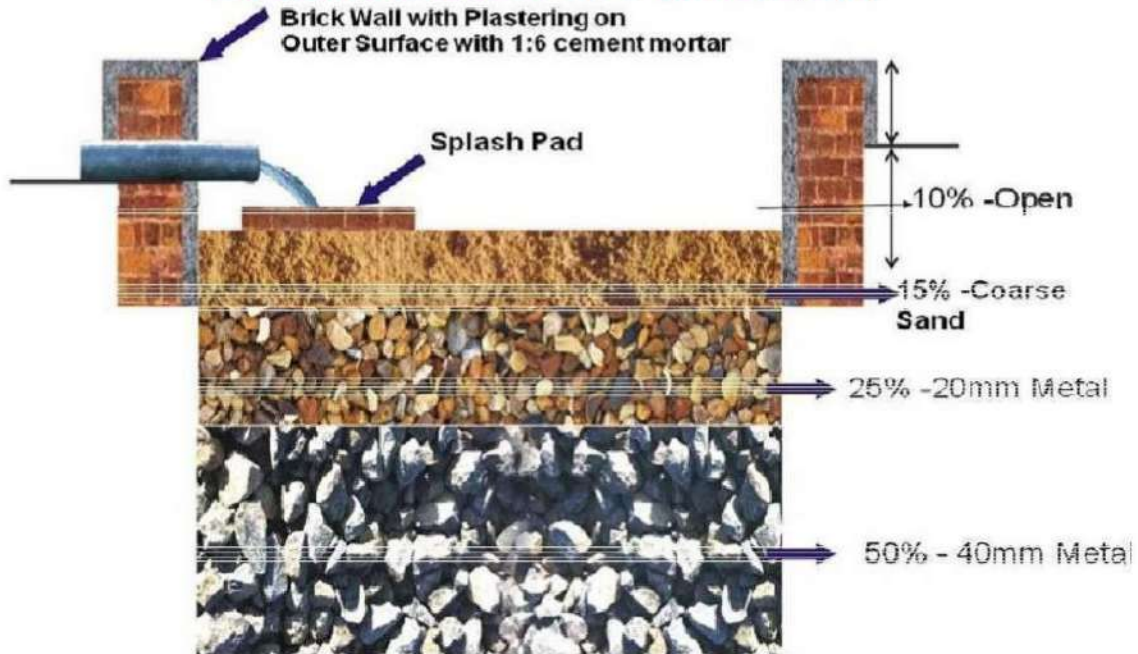 Brick Wall with Plastering on
Outer Surface with 1:6 cement mortar
Splash Pad
10% -Open
15% -Coarse
Sand
25% -20mm Metal
50% - 40mm Metal